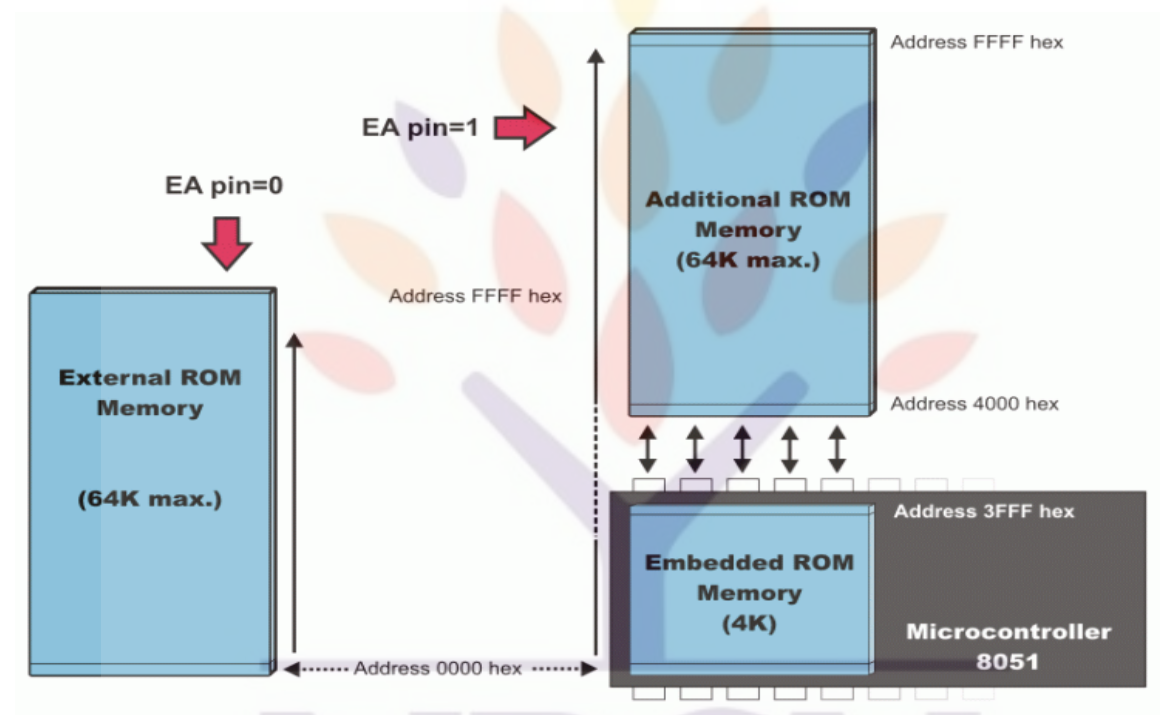 EA pin=0
External ROM
Memory
(64K max.)
EA pin=1
Address FFFF hex
Address 0000 hex
Address FFFF hex
Additional ROM
Memory
(64K max.)
Address 4000 hex
Address 3FFF hex
Embedded ROM
Memory
(4K)
Microcontroller
8051